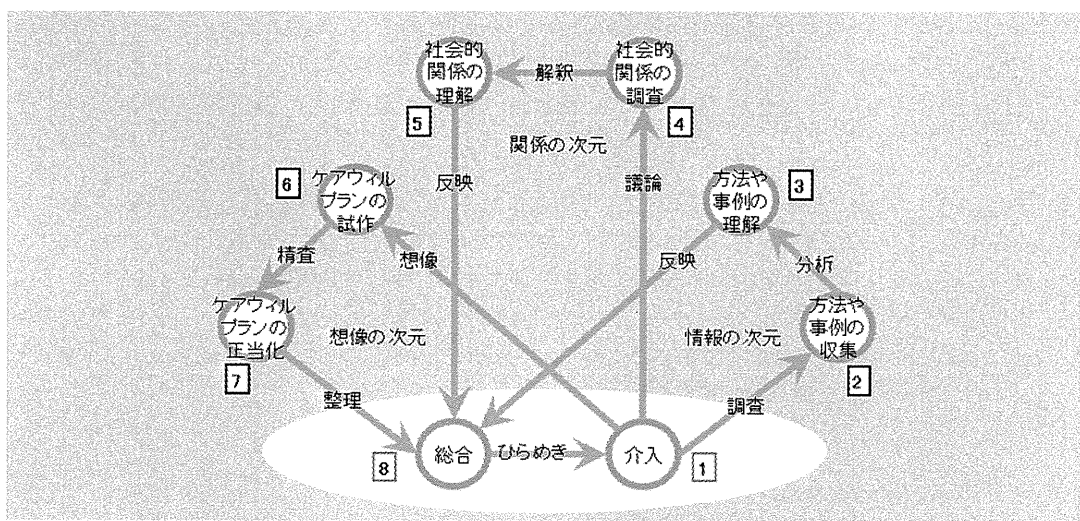 社会的
関係の
理解
5
解釈
社会的
関係の
調査
4
関係の次元
6
ケアウィル
プランの
試作
反映
議論
方法や
事例の
理解
3
精査
想像
反映
分析
ケアウィル
プランの
正当化
7
想像の次元
情報の次元
方法や
事例の
収集
2
整理
調査
総合
8
ひらめき
介入
1